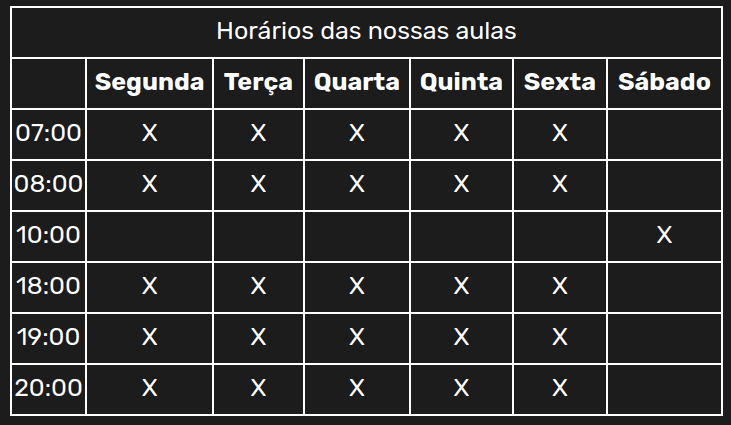 Horários das nossas aulas
Segunda Terça Quarta Quinta Sexta Sábado
07:00 X X X X X
08:00 X X X X X
10:00 X
18:00 X X X X X
19:00 X X X X X
20:00 X X X X X